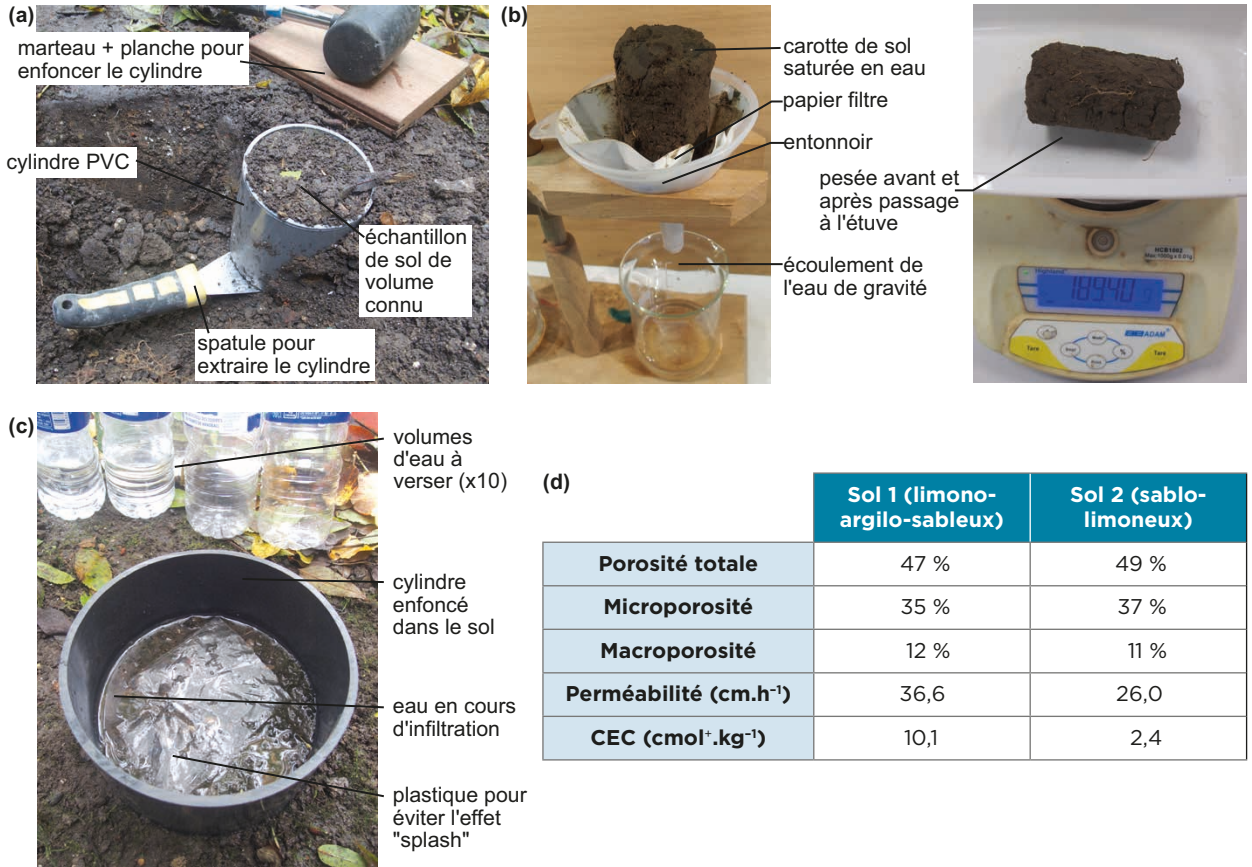 (a)
marteau + planche pour
enfoncer le cylindre
cylindre PVC
échantillon
de sol de
volume
connu
spatule pour
extraire le cylindre
(b)
carotte de sol
saturée en eau
papier filtre
entonnoir
écoulement de
l'eau de gravité
pesée avant et
après passage
à l'étuve
189.40
ADAM
Tare
Tare
(c)
volumes
d'eau à
verser (x10)
cylindre
enfoncé
dans le sol
eau en cours
d'infiltration
plastique pour
éviter l'effet
"splash"
(d)
Sol 1 (limono-
argilo-sableux)
Sol 2 (sablo-
limoneux)
Porosité totale 47 % 49 %
Microporosité 35 % 37 %
Macroporosité 12 % 11 %
Perméabilité (cm.h⁻¹) 36,6 26,0
CEC (cmol⁺.kg⁻¹) 10,1 2,4